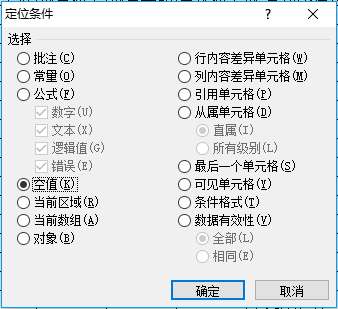 定位条件
?
选择
批注(C)
常量(O)
公式(F)
数字(U)
文本(X)
逻辑值(G)
错误(E)
空值(K)
当前区域(R)
当前数组(A)
对象(B)
行内容差异单元格(W)
列内容差异单元格(M)
引用单元格(P)
从属单元格(D)
直属(I)
所有级别(L)
最后一个单元格(S)
可见单元格(Y)
条件格式(T)
数据有效性(V)
全部(L)
相同(E)
确定
取消